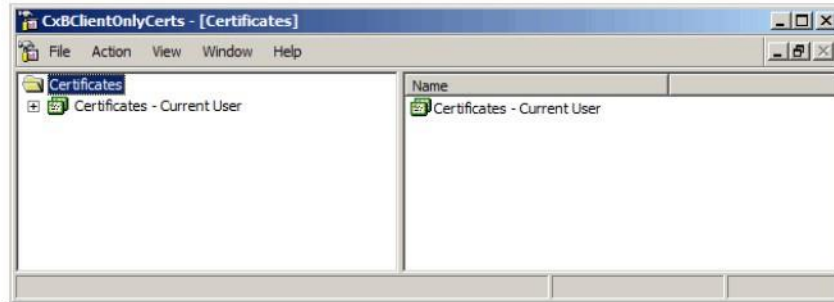 CxBClientOnlyCerts - [Certificates]
File Action View Window Help
Certificates
Certificates - Current User
Name
Certificates - Current User